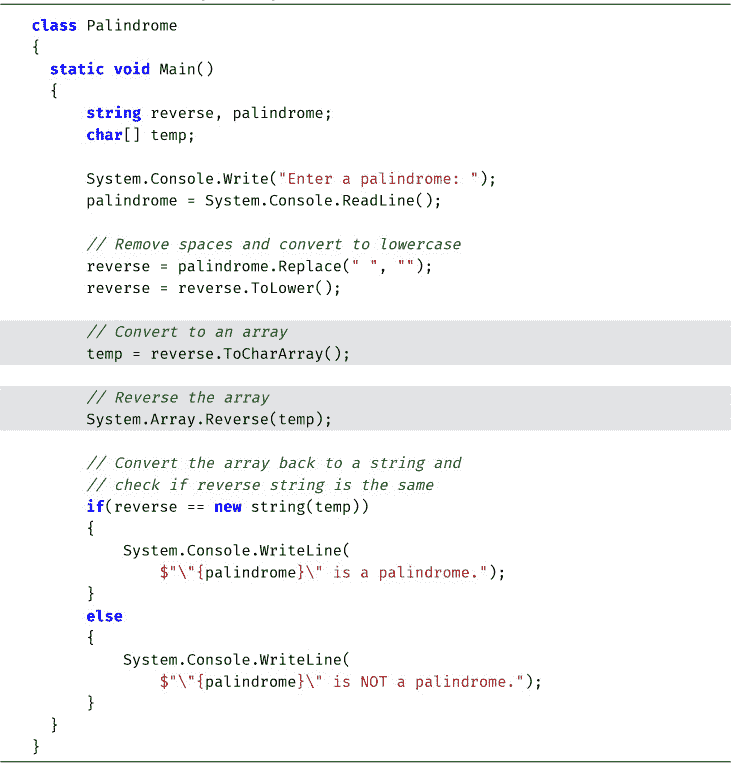 class Palindrome
{
  static void Main()
  {
      string reverse, palindrome;
      char[] temp;

      System.Console.Write("Enter a palindrome: ");
      palindrome = System.Console.ReadLine();

      // Remove spaces and convert to lowercase
      reverse = palindrome.Replace(" ", "");
      reverse = reverse.ToLower();

      // Convert to an array
      temp = reverse.ToCharArray();

      // Reverse the array
      System.Array.Reverse(temp);

      // Convert the array back to a string and
      // check if reverse string is the same
      if(reverse == new string(temp))
      {
          System.Console.WriteLine(
              $"\"{palindrome}\" is a palindrome.");
      }
      else
      {
          System.Console.WriteLine(
              $"\"{palindrome}\" is NOT a palindrome.");
      }
  }
}